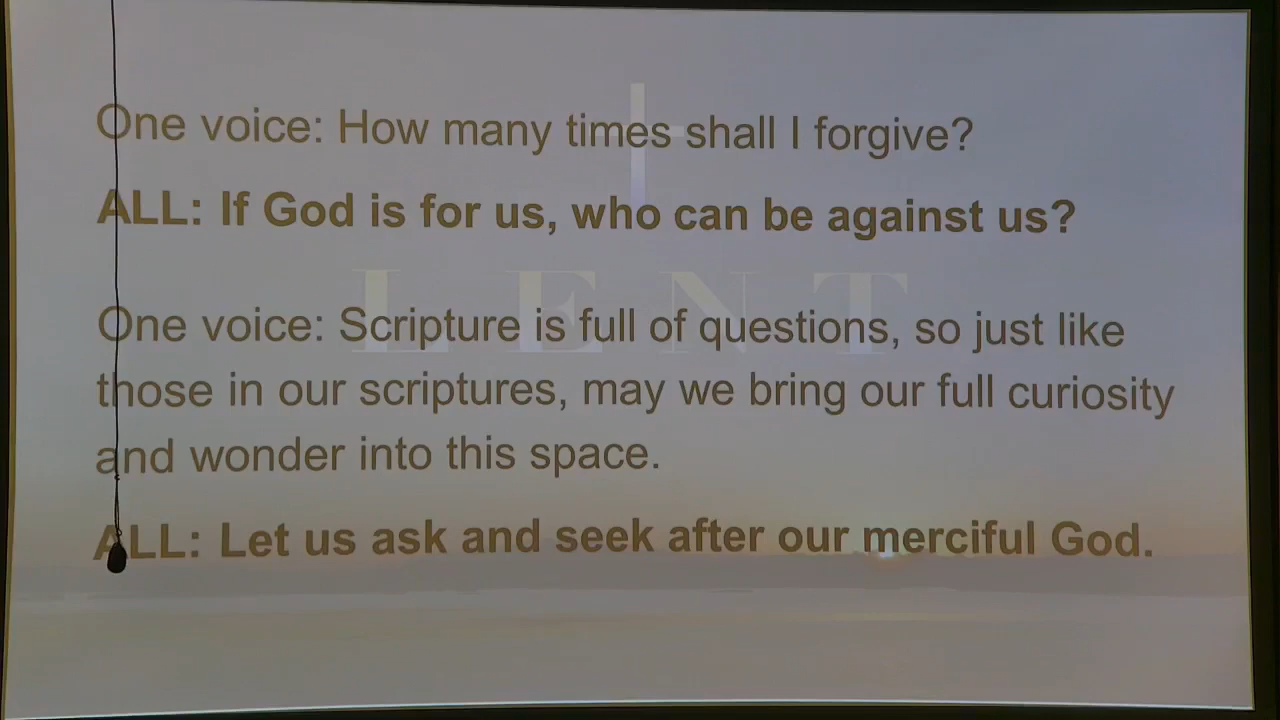 One voice: How many times shall I forgive?
ALL: If God is for us, who can be against us?
LENT
One voice: Scripture is full of questions, so just like
those in our scriptures, may we bring our full curiosity
and wonder into this space.
ALL: Let us ask and seek after our merciful God.